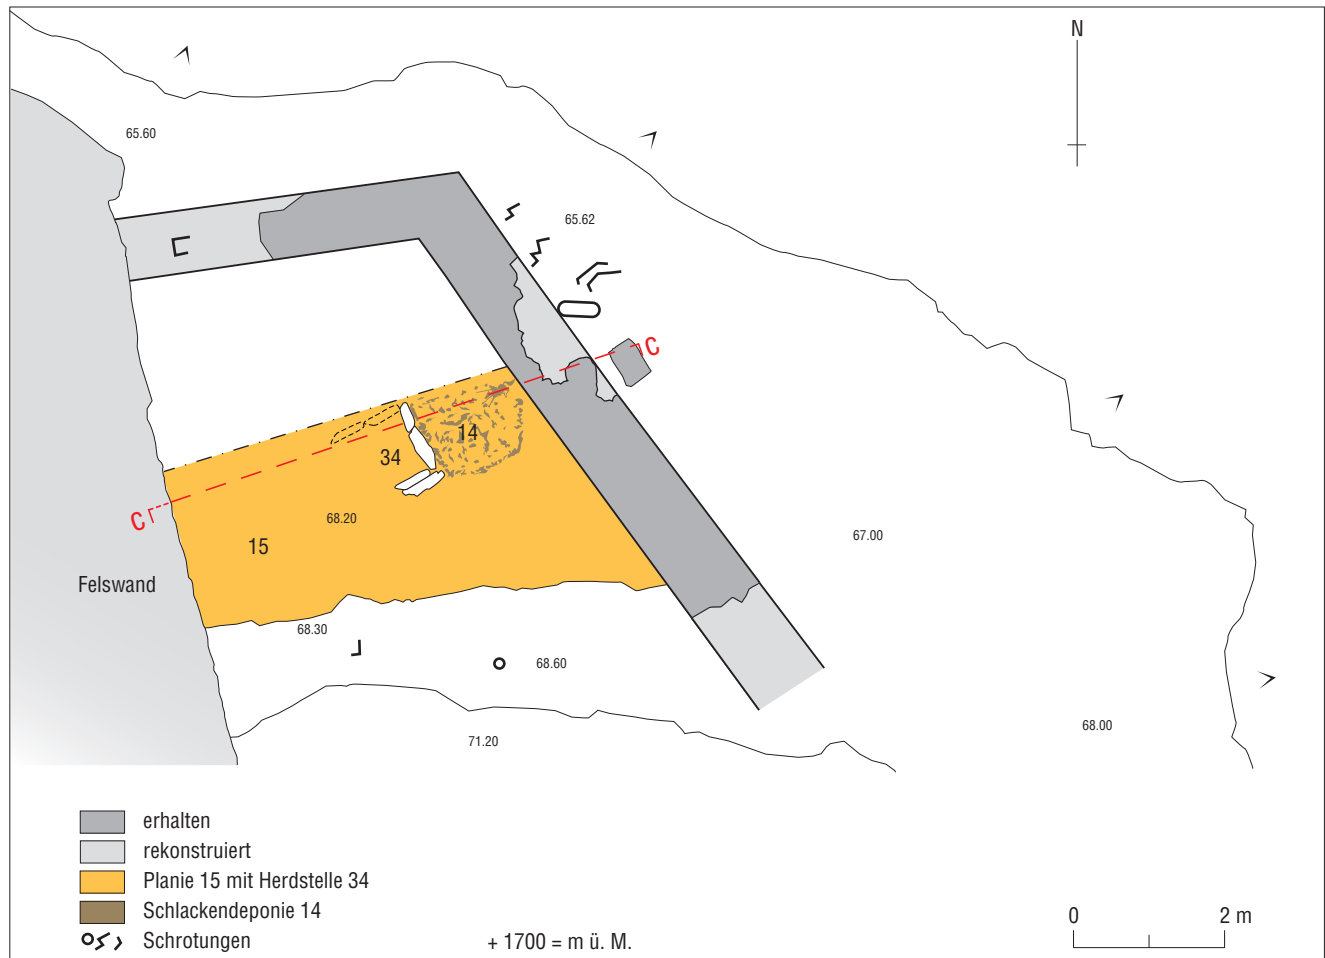 N
65.60
65.62
C
14
34
C
68.20
15
67.00
Felswand
68.30
68.60
68.00
71.20
erhalten
rekonstruiert
Planie 15 mit Herdstelle 34
Schlackendeponie 14
Schrotungen
+ 1700 = m ü. M.
0 2 m